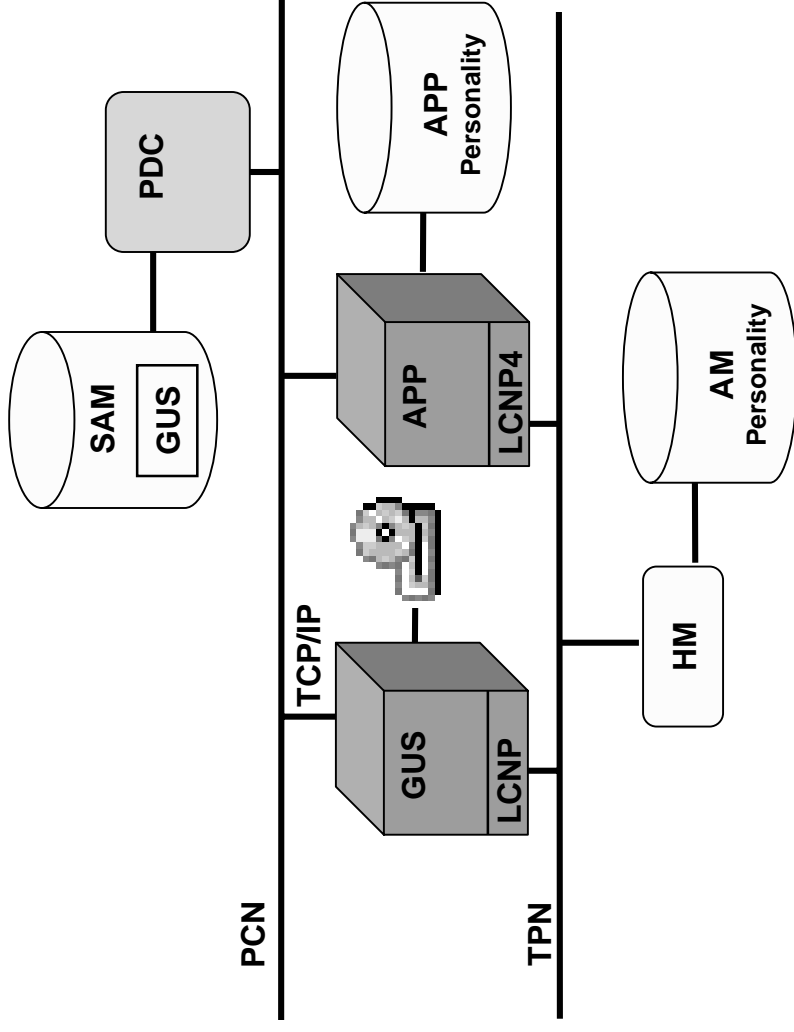 SAM
GUS
PDC
PCN
TCP/IP
GUS
LCNP
APP
LCNP4
APP
Personality
TPN
HM
AM
Personality